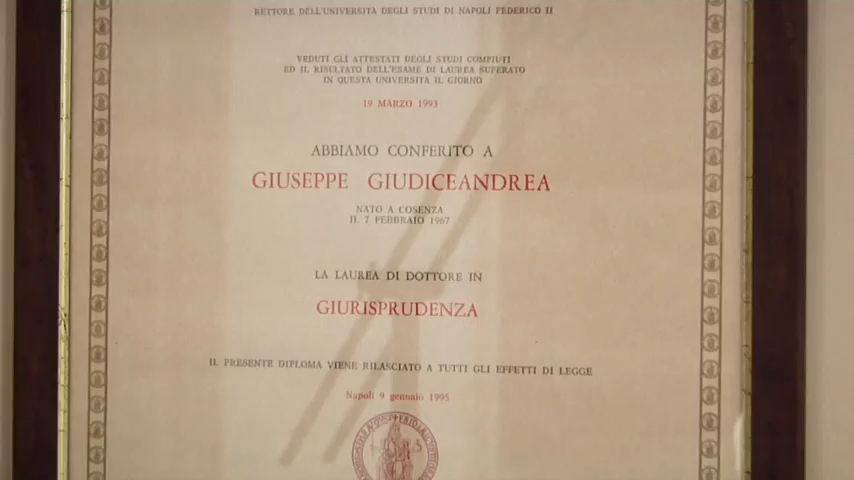 RETTORE DELL'UNIVERSITÀ DEGLI STUDI DI NAPOLI FEDERICO II
VEDUTI GLI ATTESTATI DEGLI STUDI COMPIUTI
ED IL RISULTATO DELL'ESAME DI LAUREA SUPERATO
IN QUESTA UNIVERSITÀ IL GIORNO
19 MARZO 1993
ABBIAMO CONFERITO A
GIUSEPPE GIUDICEANDREA
NATO A COSENZA
IL 7 FEBBRAIO 1967
LA LAUREA DI DOTTORE IN
GIURISPRUDENZA
IL PRESENTE DIPLOMA VIENE RILASCIATO A TUTTI GLI EFFETTI DI LEGGE
Napoli 9 gennaio 1995